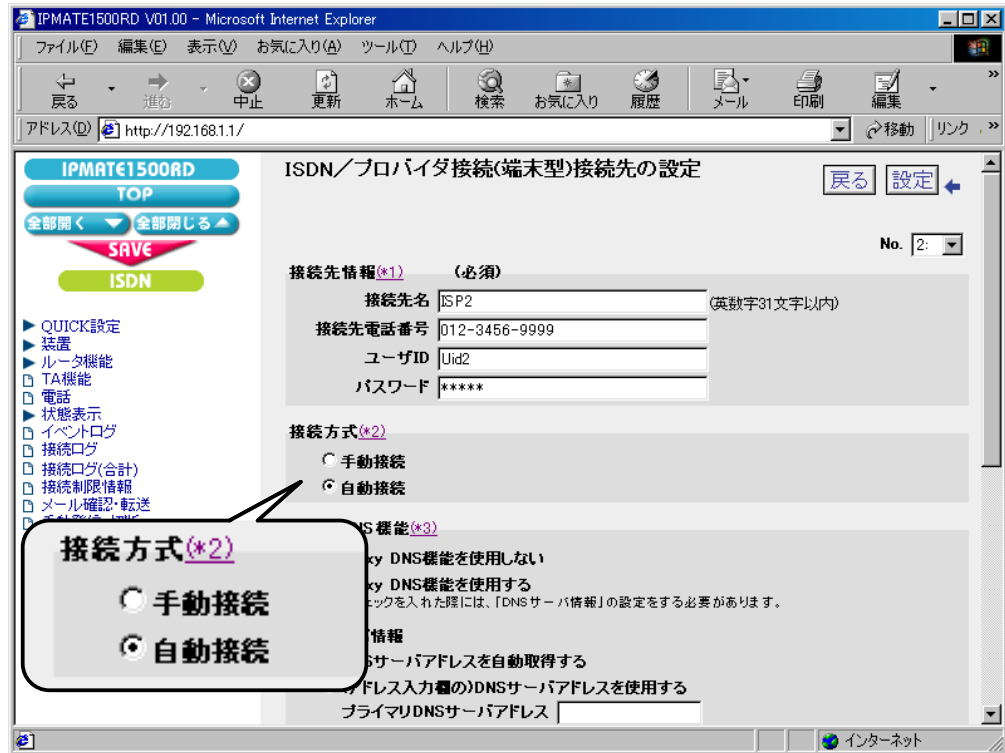 IPMATE1500RD V01.00 - Microsoft Internet Explorer
ファイル(F) 編集(E) 表示(V) お気に入り(A) ツール(T) ヘルプ(H)
戻る 進む 中止 更新 ホーム 検索 お気に入り 履歴 メール 印刷 編集 »
アドレス(D) http://192.168.1.1/ 移動 リンク »
IPMATE1500RD
TOP
全部開く 全部閉じる
SAVE
ISDN
QUICK設定
装置
ルータ機能
TA機能
電話
状態表示
イベントログ
接続ログ
接続ログ(合計)
接続制限情報
メール確認・転送
ISDN/プロバイダ接続(端末型)接続先の設定
戻る 設定
No. 2:
接続先情報(*1) (必須)
接続先名 ISP2 (英数字31文字以内)
接続先電話番号 012-3456-9999
ユーザID Uid2
パスワード *****
接続方式(*2)
手動接続
自動接続
NS機能(*3)
xy DNS機能を使用しない
xy DNS機能を使用する
ェックを入れた際には、「DNSサーバ情報」の設定をする必要があります。
情報
Sサーバアドレスを自動取得する
アドレス入力欄の)DNSサーバアドレスを使用する
プライマリDNSサーバアドレス
接続方式(*2)
手動接続
自動接続
インターネット